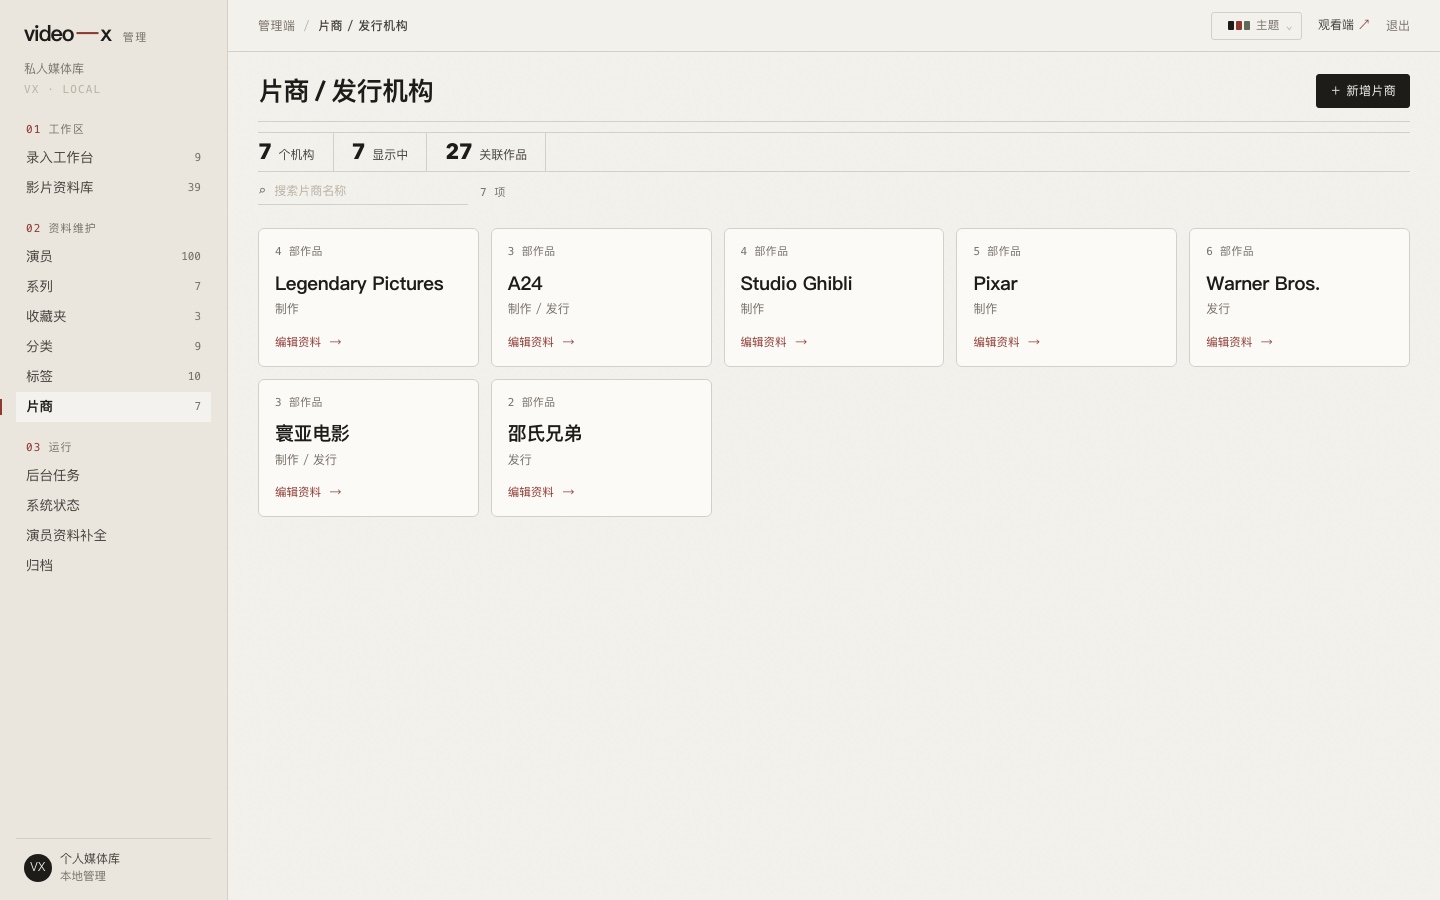 video—x 管理
私人媒体库
VX · LOCAL
01 工作区
录入工作台 9
影片资料库 39
02 资料维护
演员 100
系列 7
收藏夹 3
分类 9
标签 10
片商 7
03 运行
后台任务
系统状态
演员资料补全
归档
VX
个人媒体库
本地管理
管理端 / 片商 / 发行机构
主题
观看端 ↗
退出
片商 / 发行机构
+ 新增片商
7 个机构
7 显示中
27 关联作品
搜索片商名称
7 项
4 部作品
Legendary Pictures
制作
编辑资料 →
3 部作品
A24
制作 / 发行
编辑资料 →
4 部作品
Studio Ghibli
制作
编辑资料 →
5 部作品
Pixar
制作
编辑资料 →
6 部作品
Warner Bros.
发行
编辑资料 →
3 部作品
寰亚电影
制作 / 发行
编辑资料 →
2 部作品
邵氏兄弟
发行
编辑资料 →